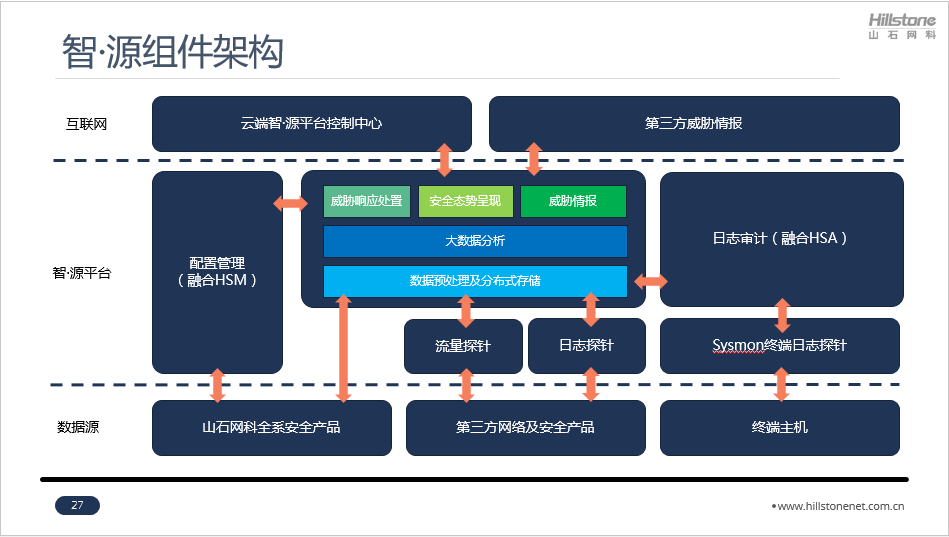 Hillstone
山石网科
智·源组件架构
互联网
云端智·源平台控制中心
第三方威胁情报
智·源平台
配置管理
（融合HSM）
威胁响应处置
安全态势呈现
威胁情报
大数据分析
数据预处理及分布式存储
日志审计（融合HSA）
流量探针
日志探针
Sysmon终端日志探针
数据源
山石网科全系安全产品
第三方网络及安全产品
终端主机
27
•www.hillstonenet.com.cn